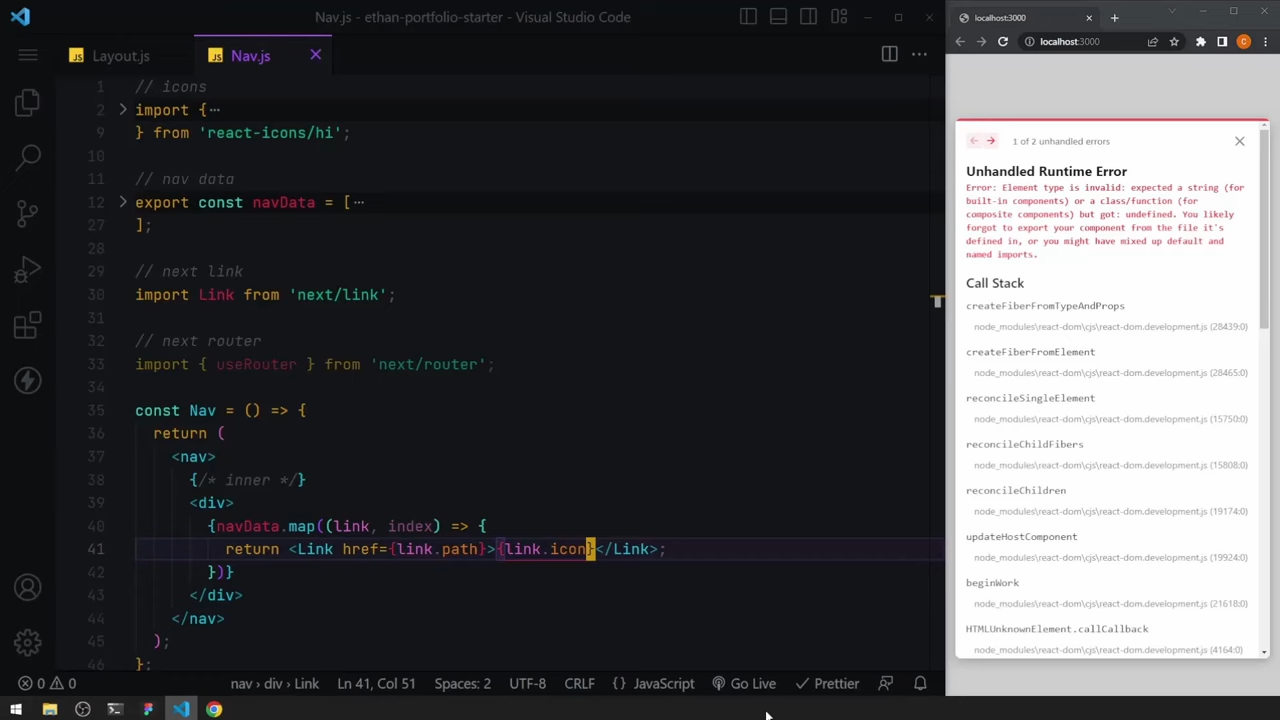 Nav.js - ethan-portfolio-starter - Visual Studio Code
localhost:3000
localhost:3000
C
JS Layout.js
JS Nav.js
1 // icons
2 import {…
9 } from 'react-icons/hi';
10
11 // nav data
12 export const navData = […
27 ];
28
29 // next link
30 import Link from 'next/link';
31
32 // next router
33 import { useRouter } from 'next/router';
34
35 const Nav = () => {
36 return (
37 <nav>
38 {/* inner */}
39 <div>
40 {navData.map((link, index) => {
41 return <Link href={link.path}>{link.icon}</Link>;
42 })}
43 </div>
44 </nav>
45 );
46 };
1 of 2 unhandled errors
Unhandled Runtime Error
Error: Element type is invalid: expected a string (for
built-in components) or a class/function (for
composite components) but got: undefined. You likely
forgot to export your component from the file it's
defined in, or you might have mixed up default and
named imports.
Call Stack
createFiberFromTypeAndProps
node_modules\react-dom\cjs\react-dom.development.js (28439:0)
createFiberFromElement
node_modules\react-dom\cjs\react-dom.development.js (28465:0)
reconcileSingleElement
node_modules\react-dom\cjs\react-dom.development.js (15750:0)
reconcileChildFibers
node_modules\react-dom\cjs\react-dom.development.js (15808:0)
reconcileChildren
node_modules\react-dom\cjs\react-dom.development.js (19174:0)
updateHostComponent
node_modules\react-dom\cjs\react-dom.development.js (19924:0)
beginWork
node_modules\react-dom\cjs\react-dom.development.js (21618:0)
HTMLUnknownElement.callCallback
node_modules\react-dom\cjs\react-dom.development.js (4164:0)
0 0 nav › div › Link Ln 41, Col 51 Spaces: 2 UTF-8 CRLF {} JavaScript Go Live Prettier